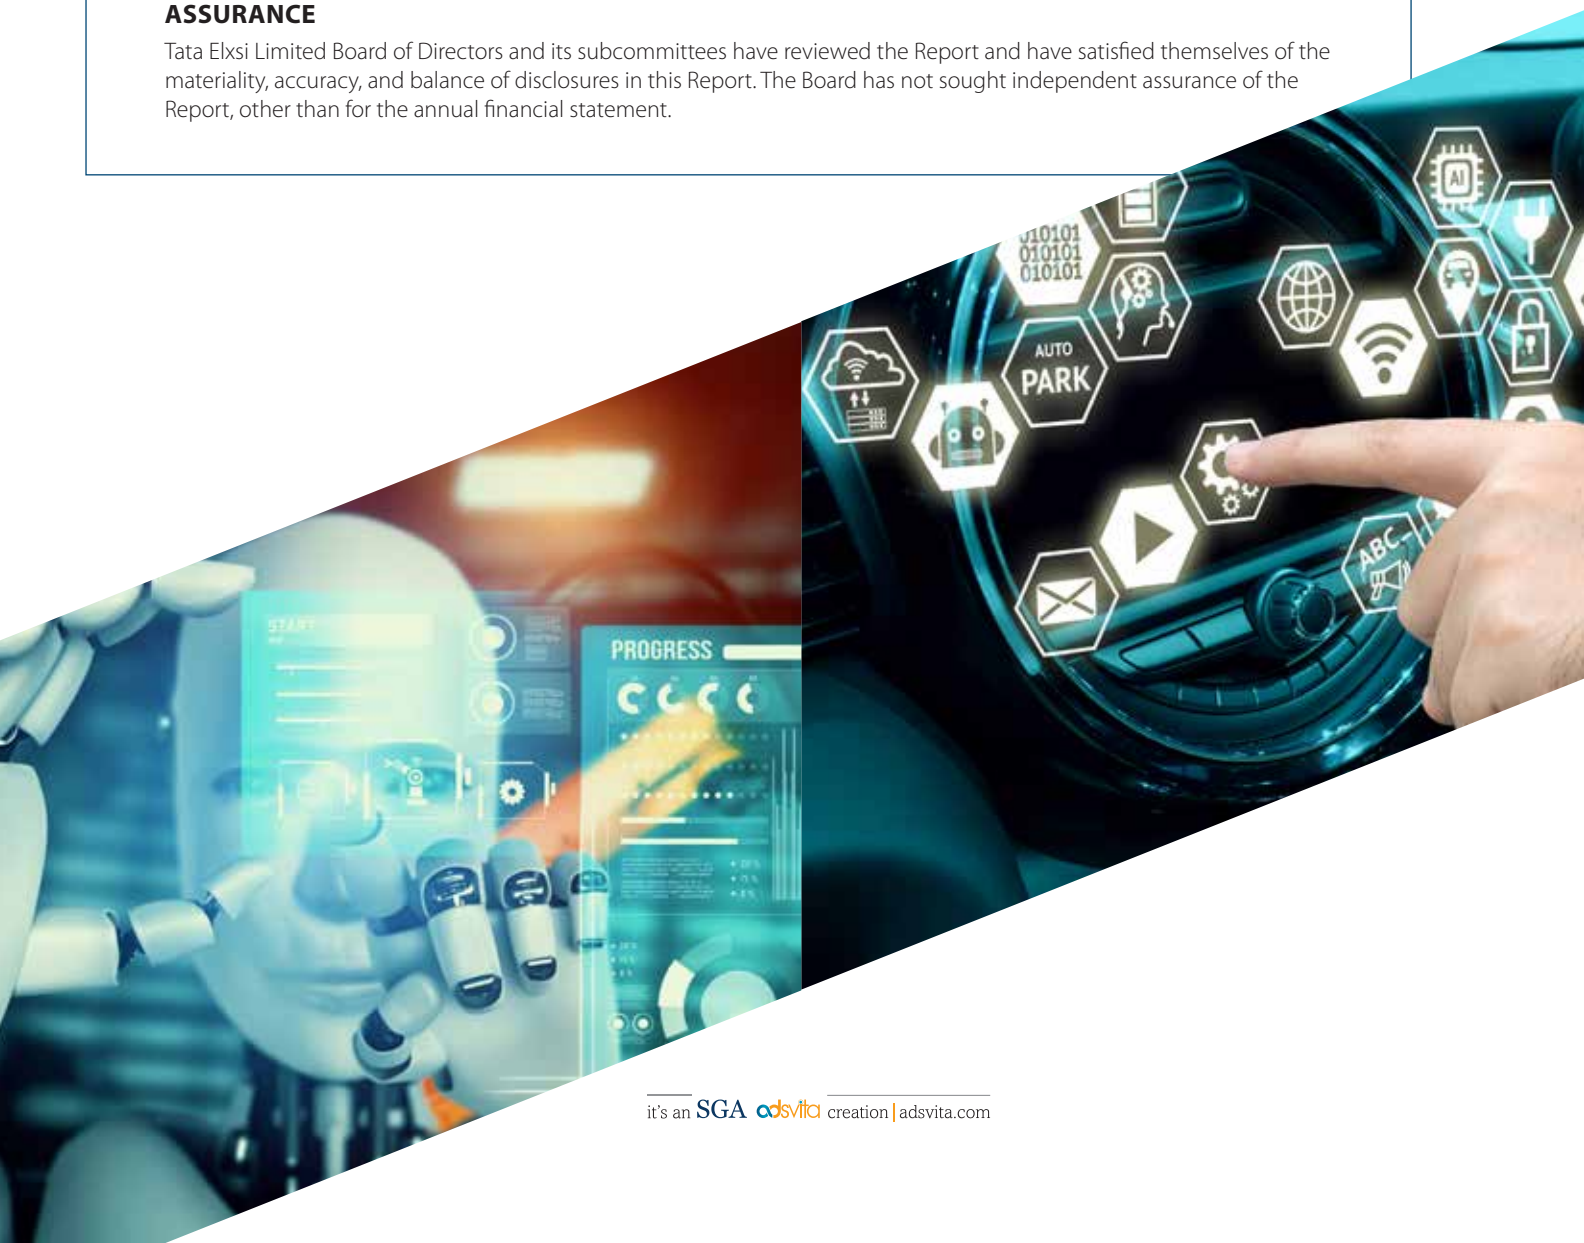 ASSURANCE
Tata Elxsi Limited Board of Directors and its subcommittees have reviewed the Report and have satisfied themselves of the
materiality, accuracy, and balance of disclosures in this Report. The Board has not sought independent assurance of the
Report, other than for the annual financial statement.
AI
010101
010101
010101
AUTO
PARK
ABC
START
PROGRESS
it's an SGA adsvita creation | adsvita.com